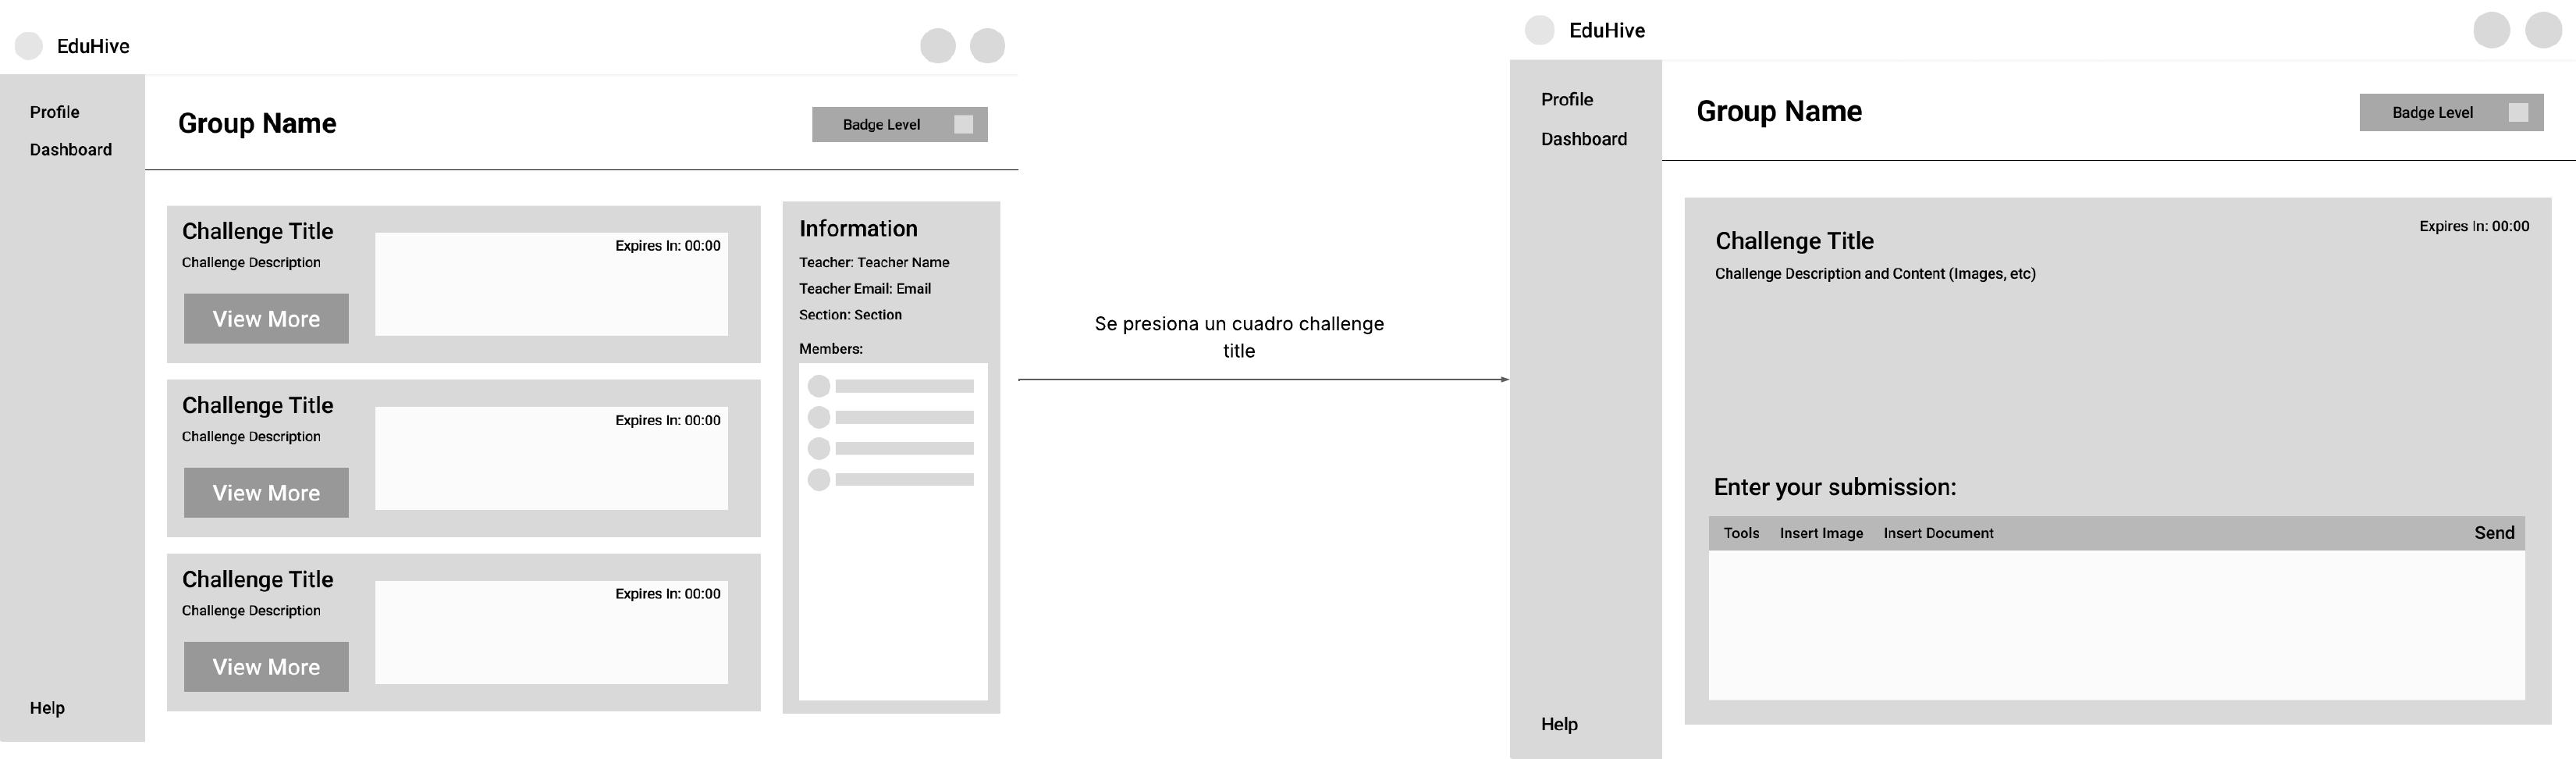 EduHive
Profile
Dashboard
Help
Group Name
Badge Level
Challenge Title
Challenge Description
View More
Expires In: 00:00
Challenge Title
Challenge Description
View More
Expires In: 00:00
Challenge Title
Challenge Description
View More
Expires In: 00:00
Information
Teacher: Teacher Name
Teacher Email: Email
Section: Section
Members:
Se presiona un cuadro challenge
title
EduHive
Profile
Dashboard
Help
Group Name
Badge Level
Challenge Title
Expires In: 00:00
Challenge Description and Content (Images, etc)
Enter your submission:
Tools Insert Image Insert Document Send